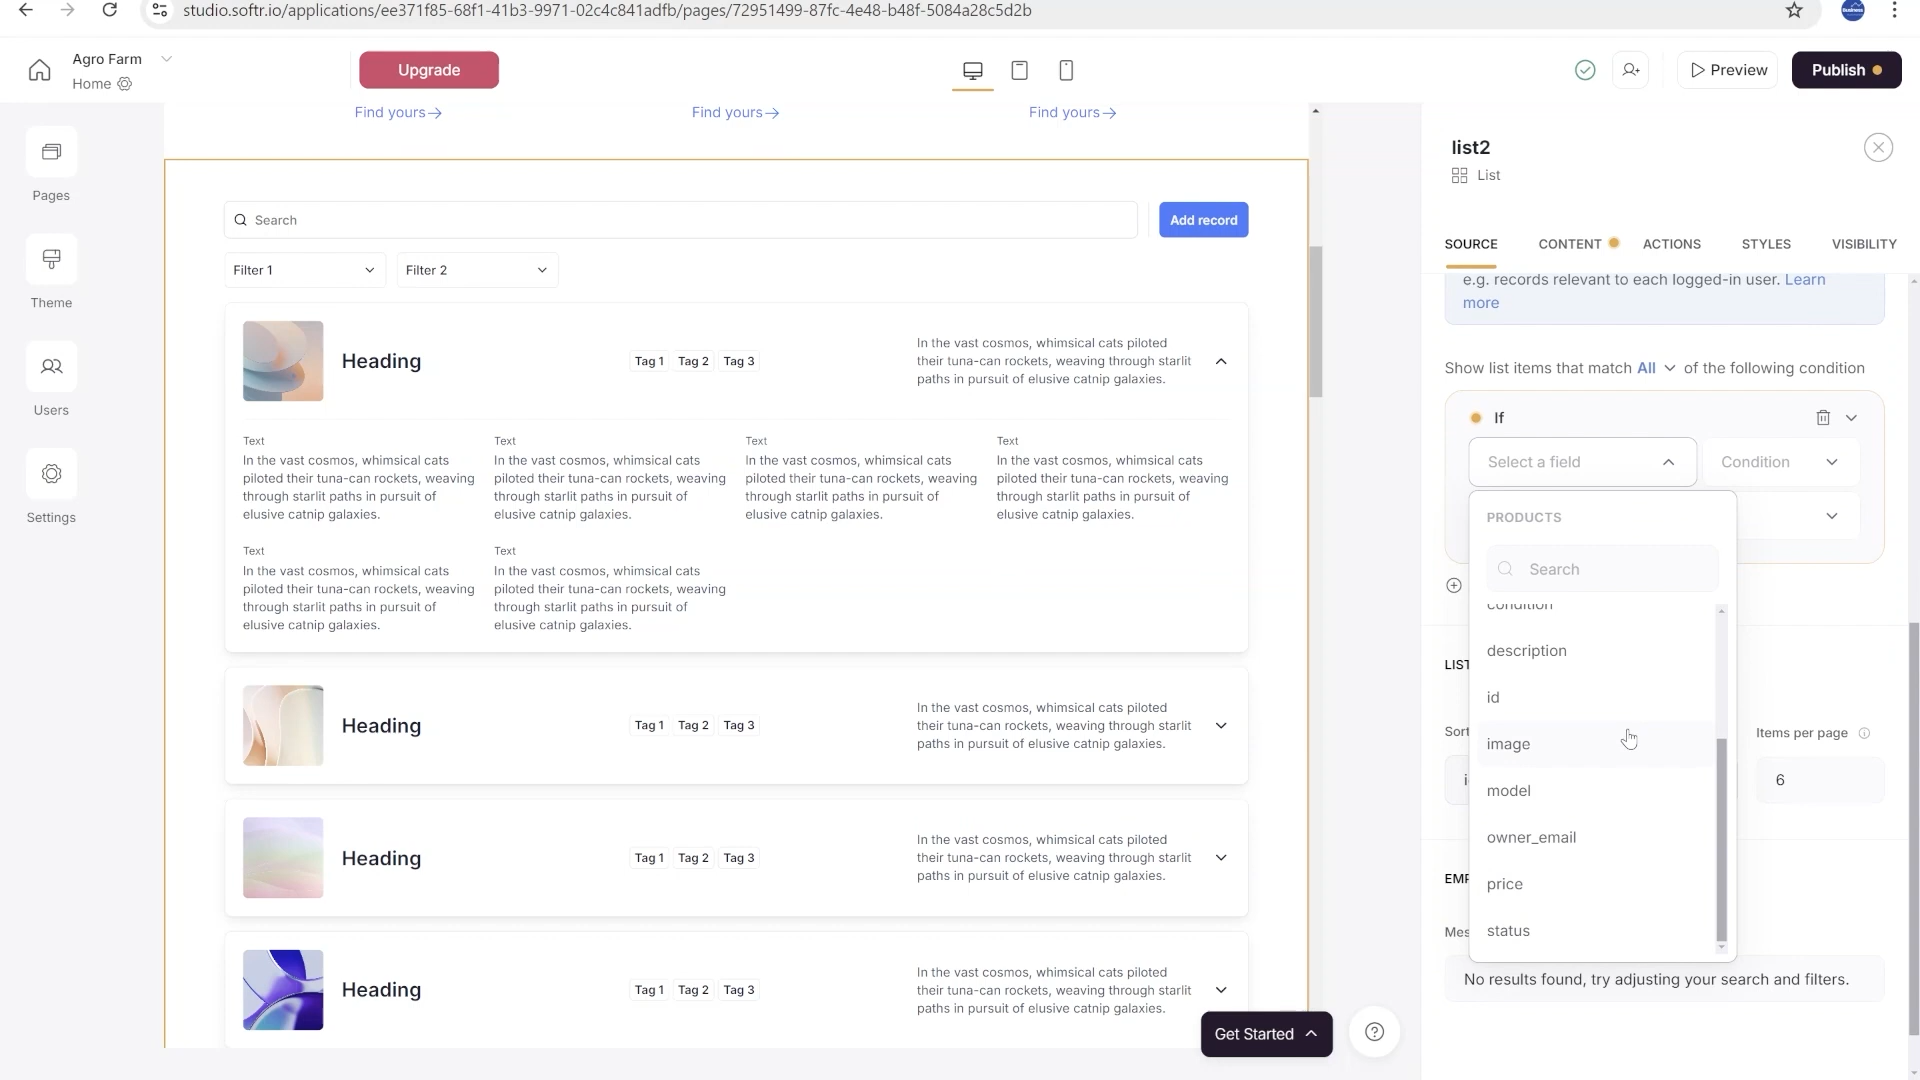 studio.softr.io/applications/ee371f85-68f1-41b3-9971-02c4c841adfb/pages/72951499-87fc-4e48-b48f-5084a28c5d2b
Agro Farm
Home
Upgrade
Preview
Publish
Pages
Theme
Users
Settings
Find yours→ Find yours→ Find yours→
Search
Add record
Filter 1
Filter 2
Heading
Tag 1 Tag 2 Tag 3
In the vast cosmos, whimsical cats piloted
their tuna-can rockets, weaving through starlit
paths in pursuit of elusive catnip galaxies.
Text
In the vast cosmos, whimsical cats
piloted their tuna-can rockets, weaving
through starlit paths in pursuit of
elusive catnip galaxies.
Text
In the vast cosmos, whimsical cats
piloted their tuna-can rockets, weaving
through starlit paths in pursuit of
elusive catnip galaxies.
Text
In the vast cosmos, whimsical cats
piloted their tuna-can rockets, weaving
through starlit paths in pursuit of
elusive catnip galaxies.
Text
In the vast cosmos, whimsical cats
piloted their tuna-can rockets, weaving
through starlit paths in pursuit of
elusive catnip galaxies.
Text
In the vast cosmos, whimsical cats
piloted their tuna-can rockets, weaving
through starlit paths in pursuit of
elusive catnip galaxies.
Text
In the vast cosmos, whimsical cats
piloted their tuna-can rockets, weaving
through starlit paths in pursuit of
elusive catnip galaxies.
Heading
Tag 1 Tag 2 Tag 3
In the vast cosmos, whimsical cats piloted
their tuna-can rockets, weaving through starlit
paths in pursuit of elusive catnip galaxies.
Heading
Tag 1 Tag 2 Tag 3
In the vast cosmos, whimsical cats piloted
their tuna-can rockets, weaving through starlit
paths in pursuit of elusive catnip galaxies.
Heading
Tag 1 Tag 2 Tag 3
In the vast cosmos, whimsical cats piloted
their tuna-can rockets, weaving through starlit
paths in pursuit of elusive catnip galaxies.
Get Started
list2
List
SOURCE CONTENT ACTIONS STYLES VISIBILITY
e.g. records relevant to each logged-in user. Learn
more
Show list items that match All of the following condition
If
Select a field
Condition
PRODUCTS
Search
condition
description
id
image
model
owner_email
price
status
LIST
Sort
Items per page
6
EMP
Mes
No results found, try adjusting your search and filters.